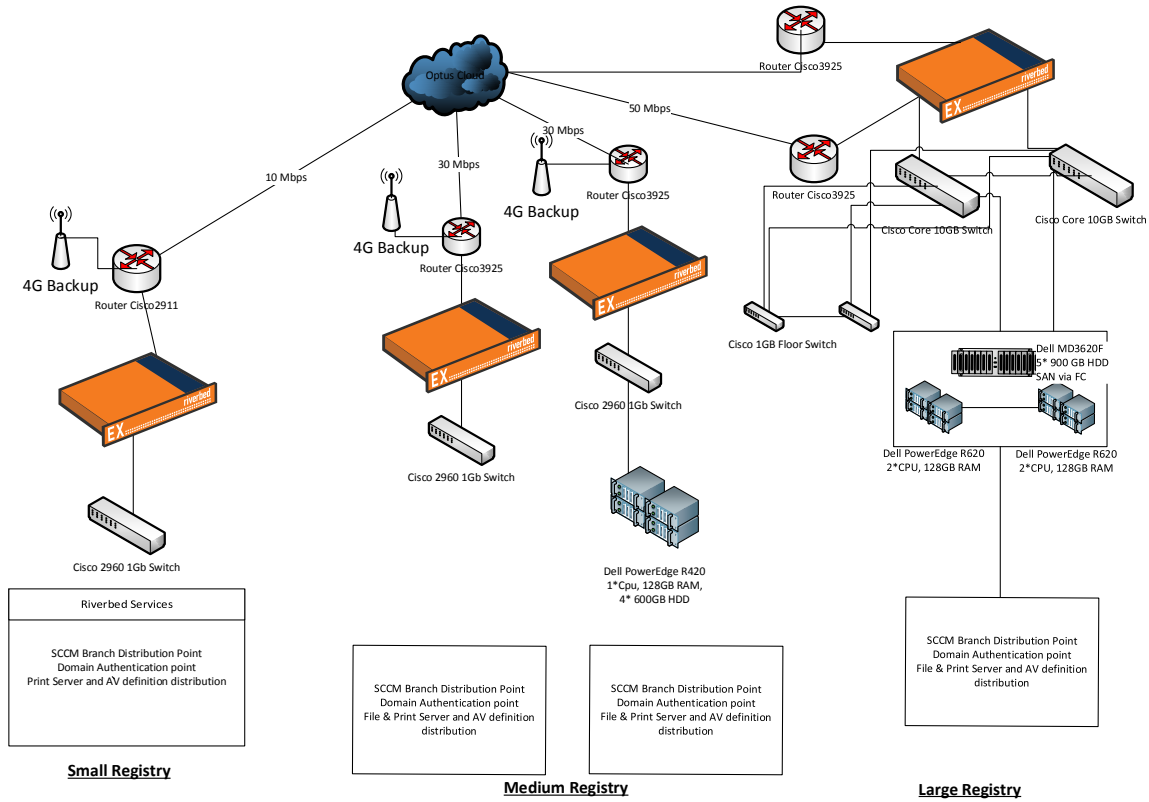 Router Cisco3925
Optus Cloud
riverbed
EX
50 Mbps
30 Mbps
30 Mbps
10 Mbps
Router Cisco3925
Router Cisco3925
4G Backup
Cisco Core 10GB Switch
Cisco Core 10GB Switch
4G Backup
Router Cisco3925
riverbed
EX
4G Backup
Router Cisco2911
riverbed
EX
Cisco 1GB Floor Switch
Dell MD3620F
5* 900 GB HDD
SAN via FC
riverbed
EX
Cisco 2960 1Gb Switch
Cisco 2960 1Gb Switch
Dell PowerEdge R620
2*CPU, 128GB RAM
Dell PowerEdge R620
2*CPU, 128GB RAM
Cisco 2960 1Gb Switch
Dell PowerEdge R420
1*Cpu, 128GB RAM,
4* 600GB HDD
Riverbed Services
SCCM Branch Distribution Point
Domain Authentication point
Print Server and AV definition distribution
Small Registry
SCCM Branch Distribution Point
Domain Authentication point
File & Print Server and AV definition
distribution
SCCM Branch Distribution Point
Domain Authentication point
File & Print Server and AV definition
distribution
Medium Registry
SCCM Branch Distribution Point
Domain Authentication point
File & Print Server and AV definition
distribution
Large Registry